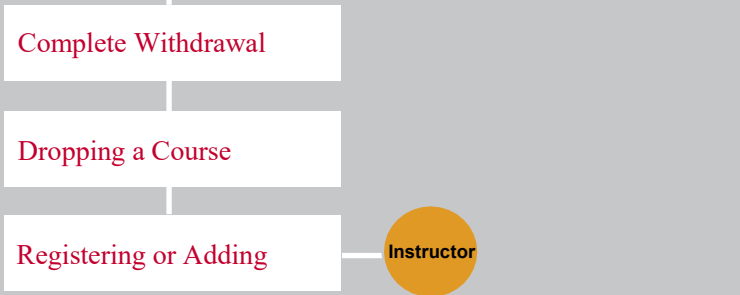 Complete Withdrawal
Dropping a Course
Registering or Adding
Instructor